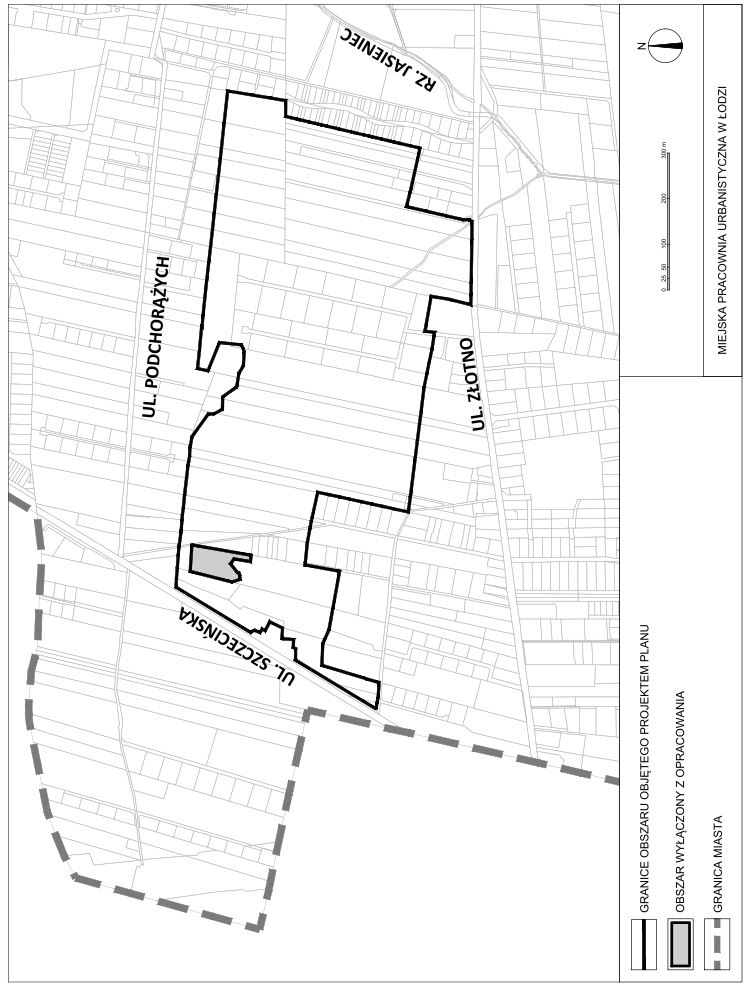 RZ. JASIENIEC
UL. PODCHORĄŻYCH
UL. ZŁOTNO
UL. SZCZECIŃSKA
GRANICE OBSZARU OBJĘTEGO PROJEKTEM PLANU
OBSZAR WYŁĄCZONY Z OPRACOWANIA
GRANICA MIASTA
N
0 25 50 100 200 300 m
MIEJSKA PRACOWNIA URBANISTYCZNA W ŁODZI